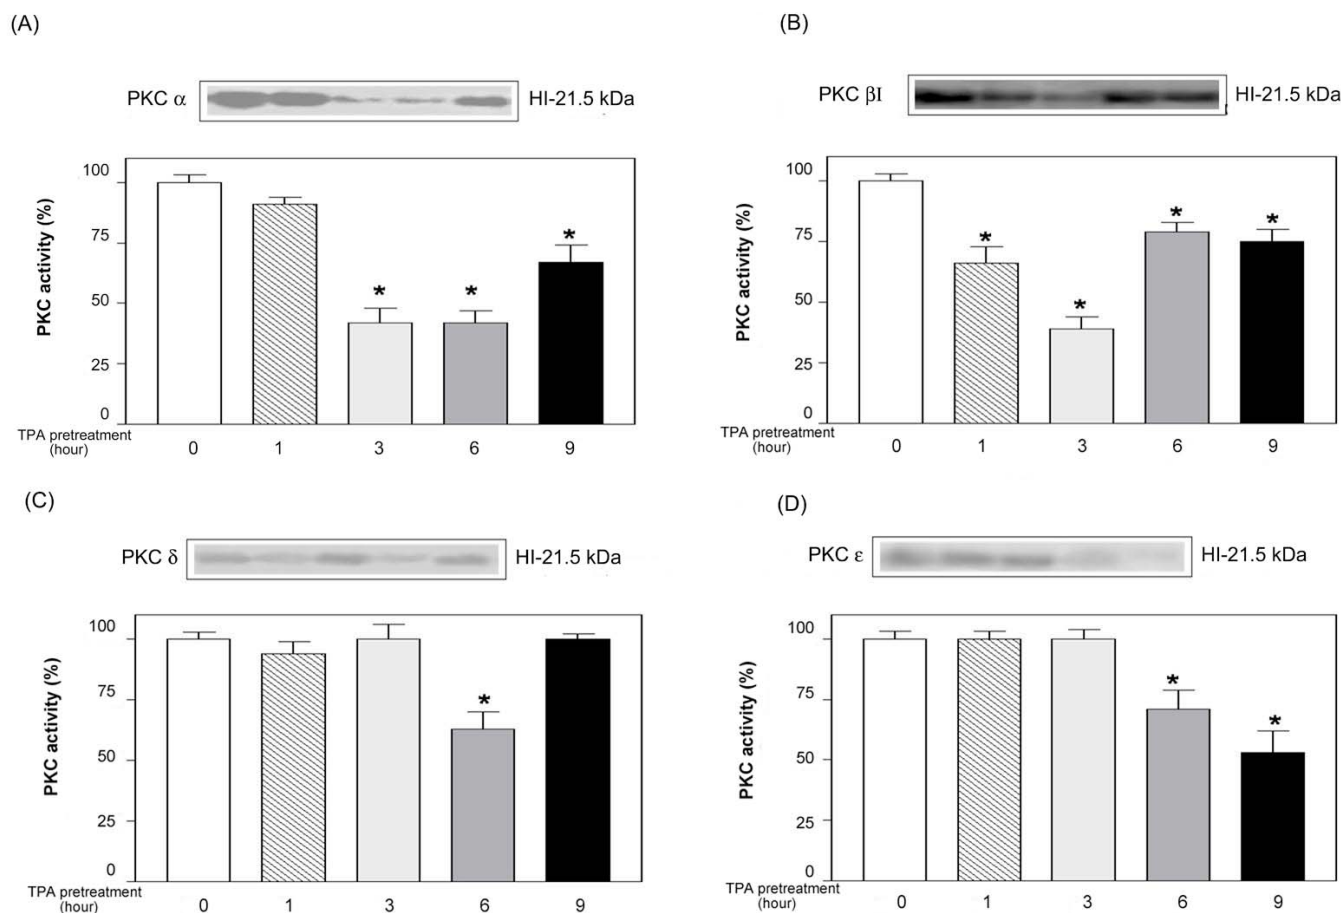 (A)
PKC α HI-21.5 kDa
PKC activity (%)
100
75
50
25
0
* * *
TPA pretreatment
(hour)
0 1 3 6 9
(B)
PKC βI HI-21.5 kDa
PKC activity (%)
100
75
50
25
0
* * * *
TPA pretreatment
(hour)
0 1 3 6 9
(C)
PKC δ HI-21.5 kDa
PKC activity (%)
100
75
50
25
0
*
TPA pretreatment
(hour)
0 1 3 6 9
(D)
PKC ε HI-21.5 kDa
PKC activity (%)
100
75
50
25
0
* *
TPA pretreatment
(hour)
0 1 3 6 9